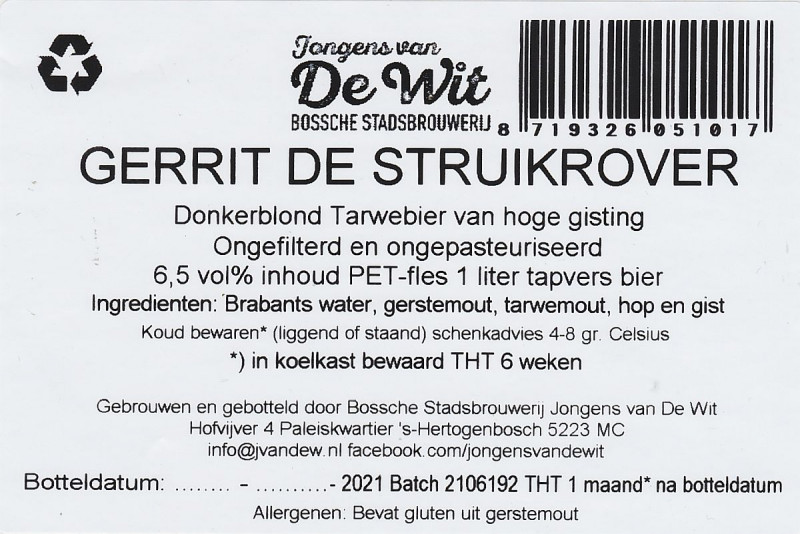 Jongens van
De Wit
BOSSCHE STADSBROUWERIJ
8 719326 051017
GERRIT DE STRUIKROVER
Donkerblond Tarwebier van hoge gisting
Ongefilterd en ongepasteuriseerd
6,5 vol% inhoud PET-fles 1 liter tapvers bier
Ingredienten: Brabants water, gerstemout, tarwemout, hop en gist
Koud bewaren* (liggend of staand) schenkadvies 4-8 gr. Celsius
*) in koelkast bewaard THT 6 weken
Gebrouwen en gebotteld door Bossche Stadsbrouwerij Jongens van De Wit
Hofvijver 4 Paleiskwartier 's-Hertogenbosch 5223 MC
info@jvandew.nl facebook.com/jongensvandewit
Botteldatum: ........ - ..........- 2021 Batch 2106192 THT 1 maand* na botteldatum
Allergenen: Bevat gluten uit gerstemout